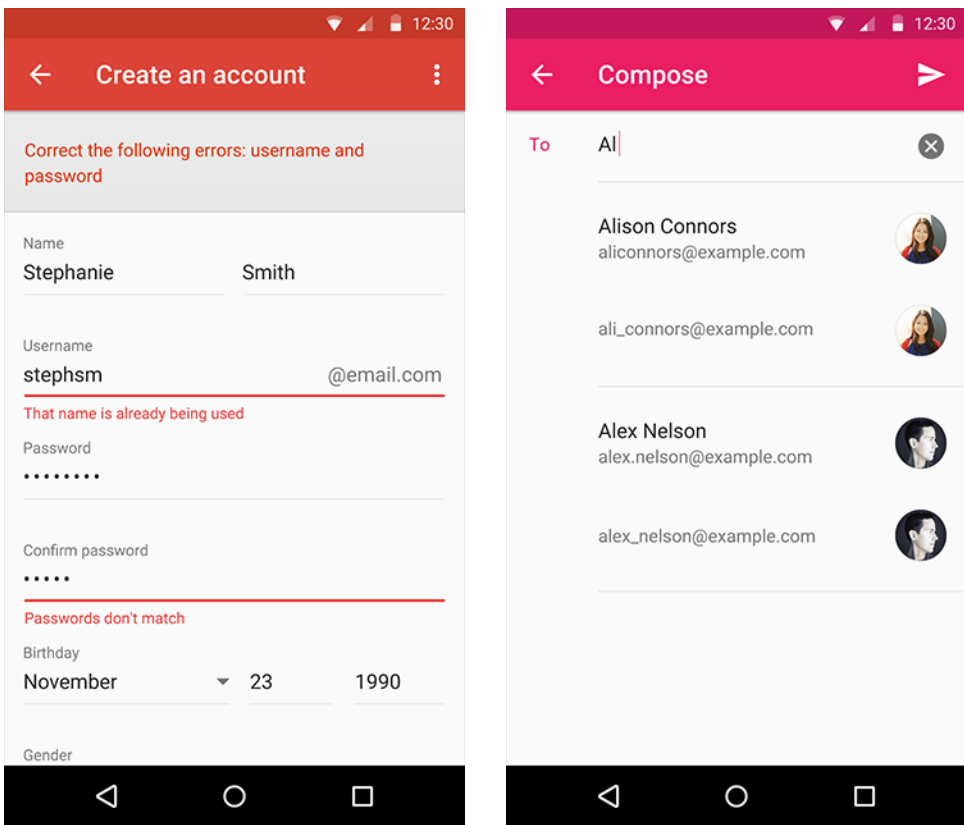 12:30
Create an account
Correct the following errors: username and
password
Name
Stephanie
Smith
Username
stephsm
@email.com
That name is already being used
Password
••••••••
Confirm password
•••••
Passwords don't match
Birthday
November
23
1990
Gender
12:30
Compose
To
Al
Alison Connors
aliconnors@example.com
ali_connors@example.com
Alex Nelson
alex.nelson@example.com
alex_nelson@example.com